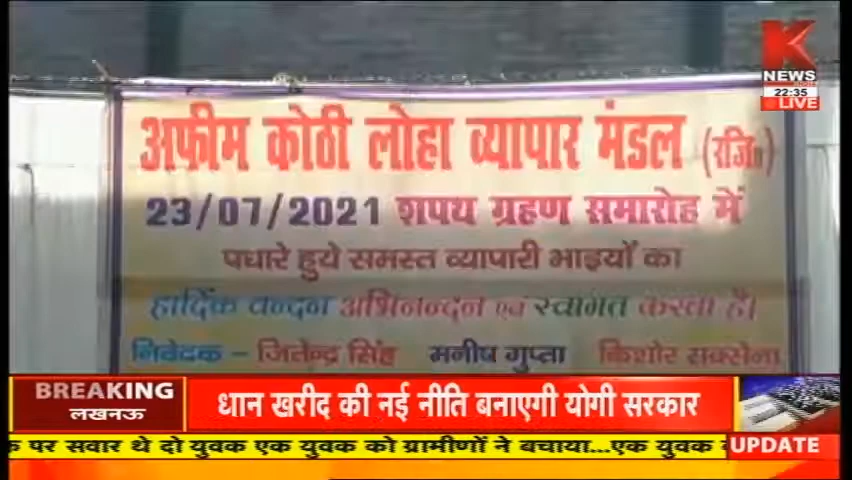 K
NEWS
22:35
LIVE
अफीम कोठी लोहा व्यापार मंडल (रजि०)
23/07/2021 शपथ ग्रहण समारोह में
पधारे हुये समस्त व्यापारी भाइयों का
हार्दिक वन्दन अभिनन्दन एवं स्वागत करता है।
निवेदक – जितेन्द्र सिंह मनीष गुप्ता किशोर सक्सेना
BREAKING
लखनऊ
धान खरीद की नई नीति बनाएगी योगी सरकार
पर सवार थे दो युवक एक युवक को ग्रामीणों ने बचाया...एक युवक
UPDATE